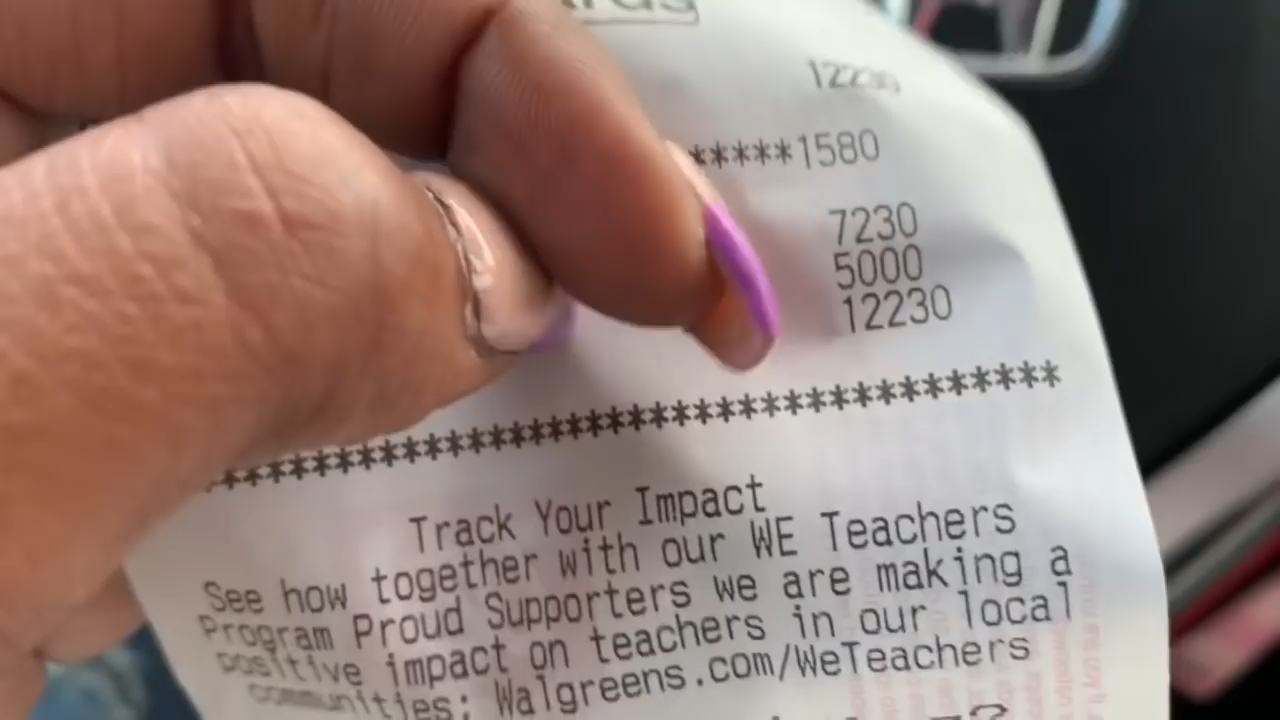 12230
*****1580
7230
5000
12230
****************************************
Track Your Impact
See how together with our WE Teachers
Program Proud Supporters we are making a
positive impact on teachers in our local
communities: Walgreens.com/WeTeachers